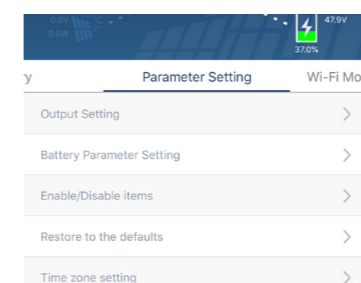 0.0V
0.0W
47.9V
37.0%
y
Parameter Setting
Wi-Fi Mo
Output Setting
Battery Parameter Setting
Enable/Disable items
Restore to the defaults
Time zone setting